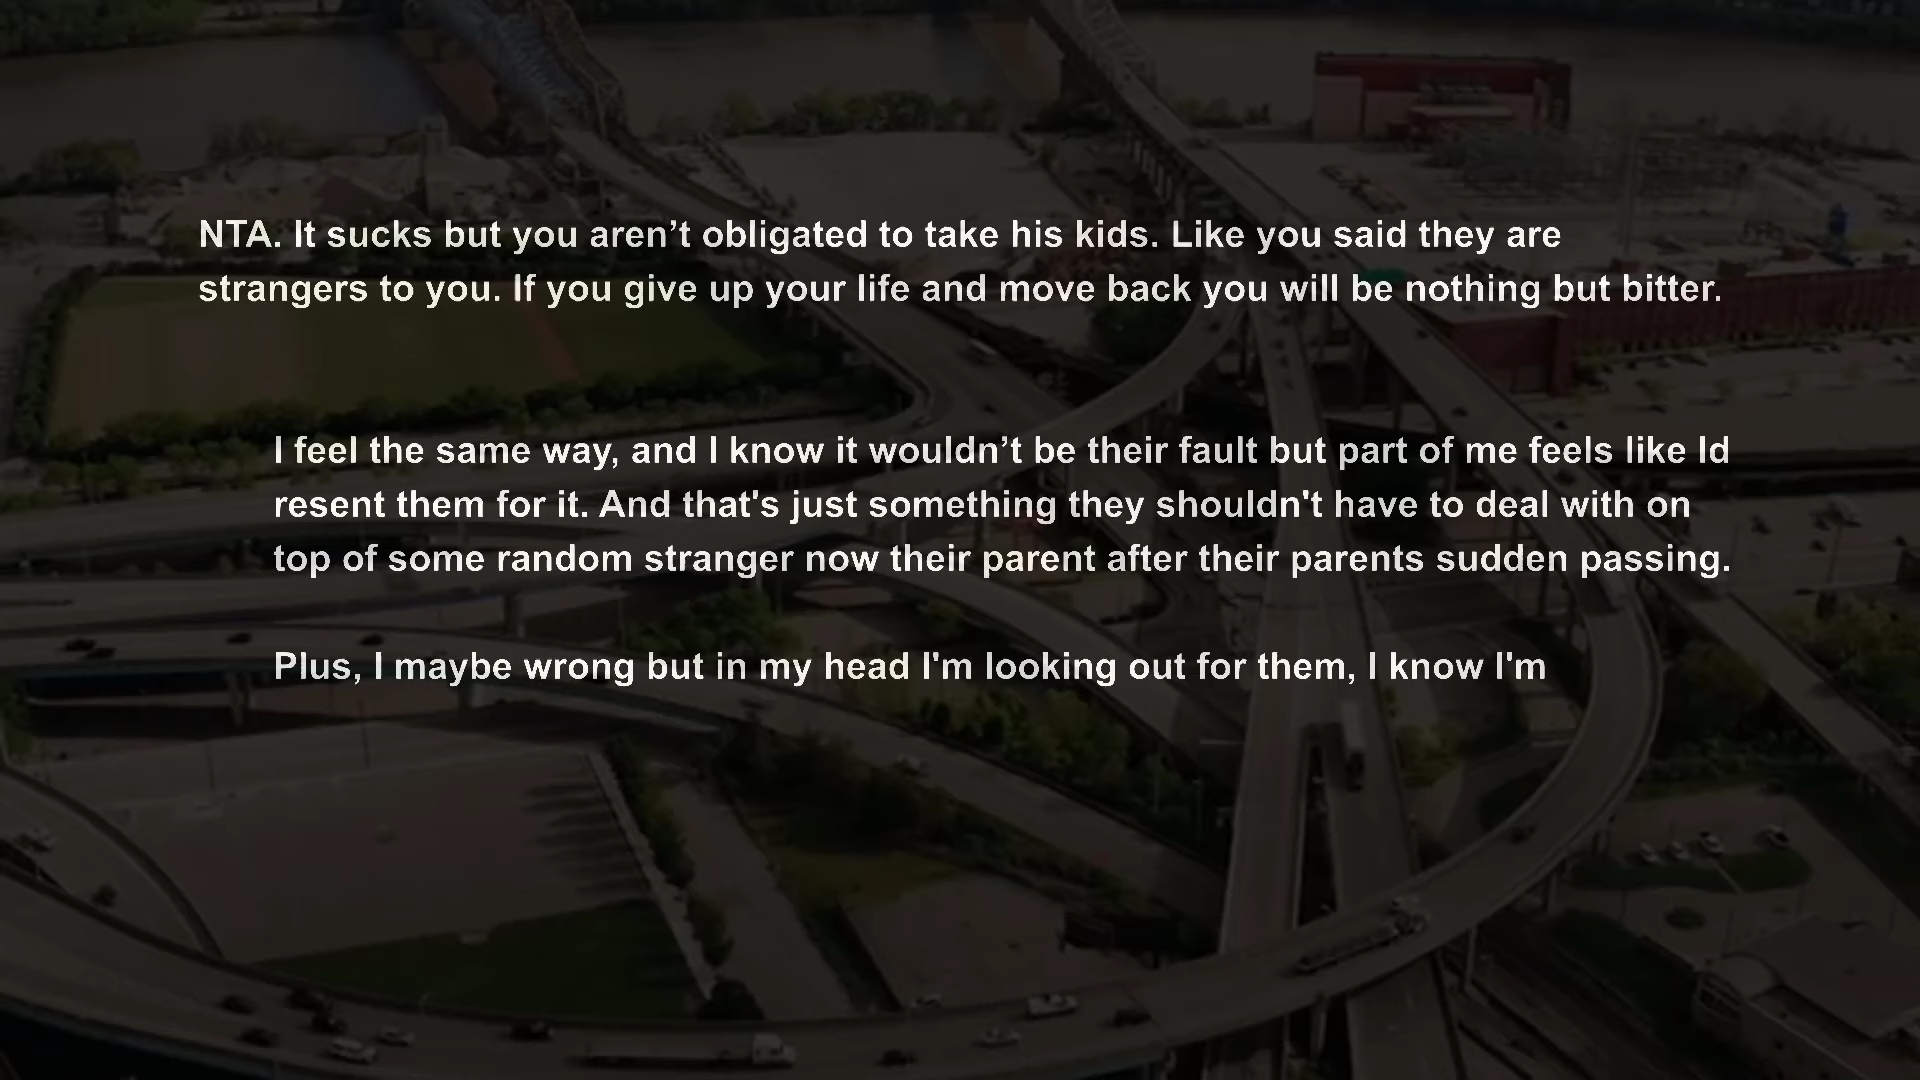 NTA. It sucks but you aren’t obligated to take his kids. Like you said they are
strangers to you. If you give up your life and move back you will be nothing but bitter.
I feel the same way, and I know it wouldn’t be their fault but part of me feels like Id
resent them for it. And that's just something they shouldn't have to deal with on
top of some random stranger now their parent after their parents sudden passing.
Plus, I maybe wrong but in my head I'm looking out for them, I know I'm